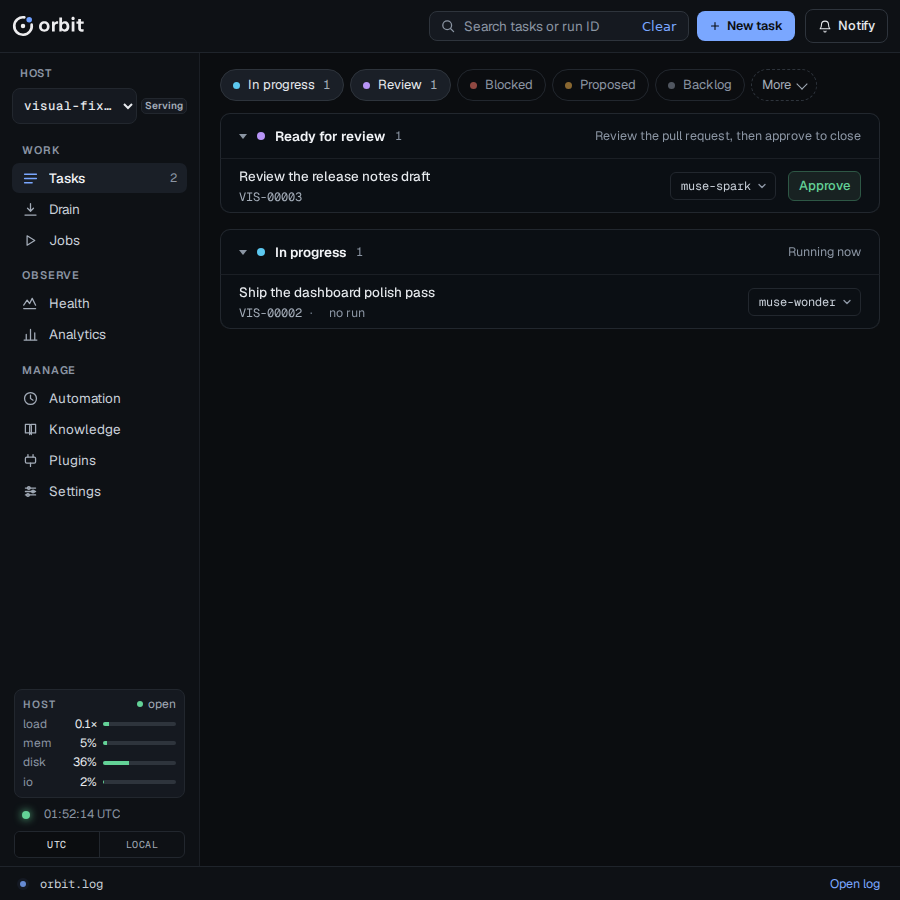 orbit
Search tasks or run ID
Clear
+ New task
Notify
HOST
visual-fix…
Serving
WORK
Tasks 2
Drain
Jobs
OBSERVE
Health
Analytics
MANAGE
Automation
Knowledge
Plugins
Settings
HOST open
load 0.1×
mem 5%
disk 36%
io 2%
01:52:14 UTC
UTC LOCAL
In progress 1
Review 1
Blocked
Proposed
Backlog
More
Ready for review 1
Review the pull request, then approve to close
Review the release notes draft
VIS-00003
muse-spark
Approve
In progress 1
Running now
Ship the dashboard polish pass
VIS-00002 · no run
muse-wonder
orbit.log
Open log